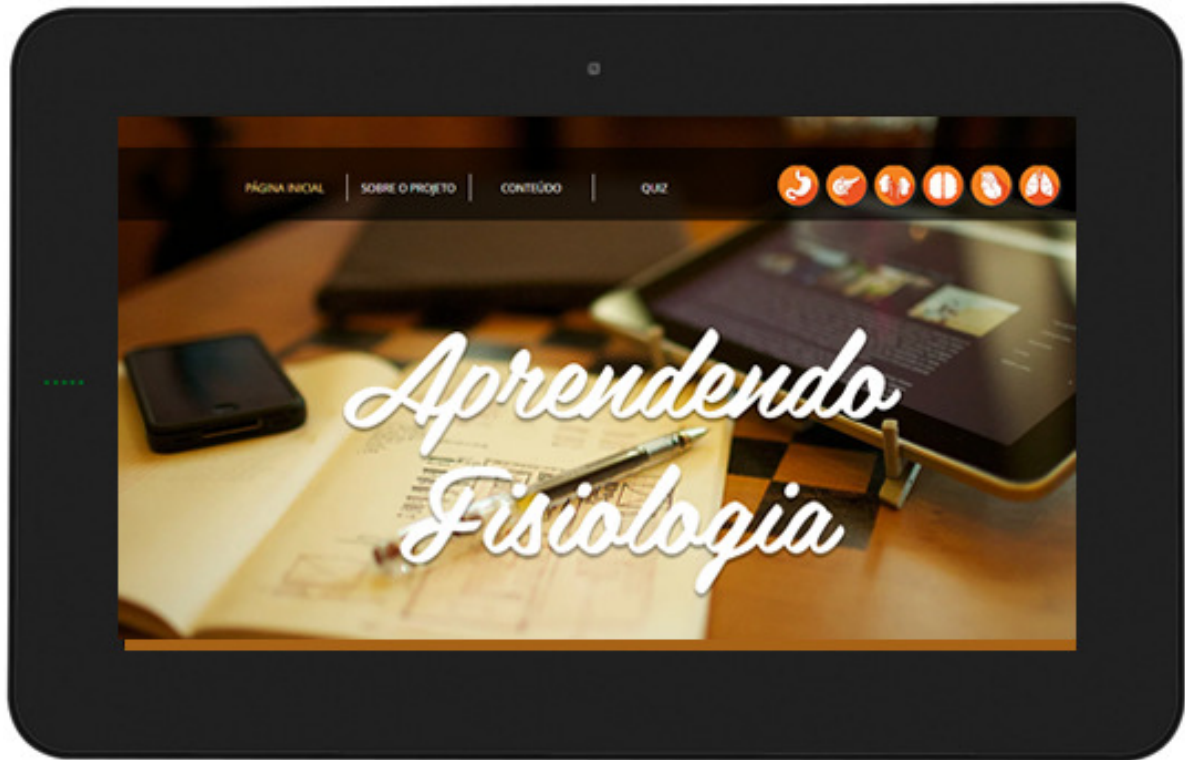 PÁGINA INICIAL
SOBRE O PROJETO
CONTEÚDO
QUIZ
Aprendendo
Fisiologia